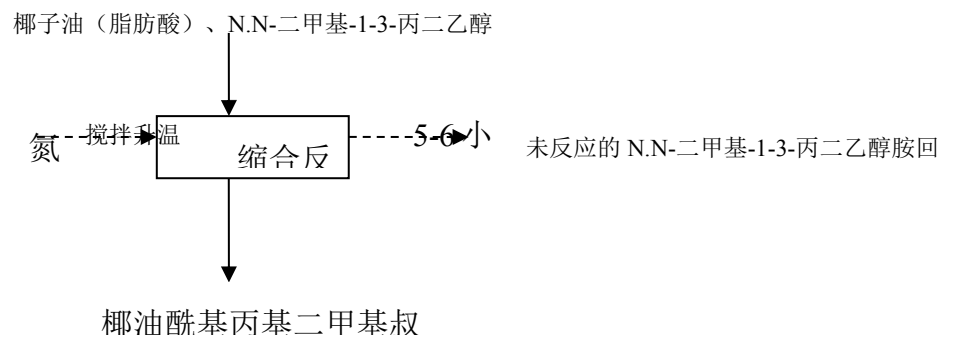 椰子油（脂肪酸）、N.N-二甲基-1-3-丙二乙醇
氮
搅拌升温
缩合反
5-6小
未反应的 N.N-二甲基-1-3-丙二乙醇胺回
椰油酰基丙基二甲基叔